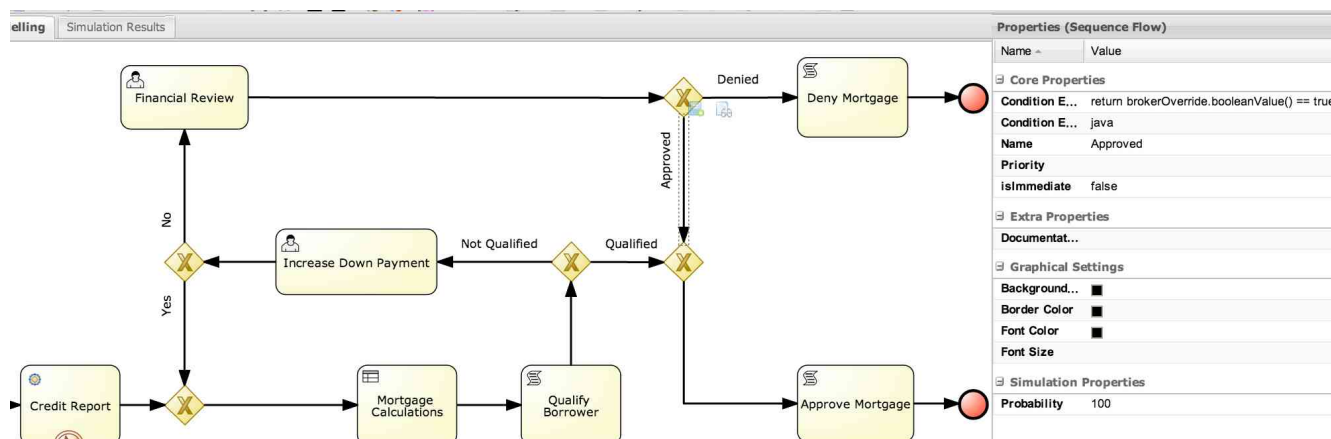 elling
Simulation Results
Properties (Sequence Flow)
Name
Value
Core Properties
Condition E... return brokerOverride.booleanValue() == true
Condition E... java
Name Approved
Priority
isImmediate false
Extra Properties
Documentat...
Graphical Settings
Background...
Border Color
Font Color
Font Size
Simulation Properties
Probability 100
Financial Review
Denied
Deny Mortgage
Approved
No
Increase Down Payment
Not Qualified
Qualified
Yes
Credit Report
Mortgage
Calculations
Qualify
Borrower
Approve Mortgage